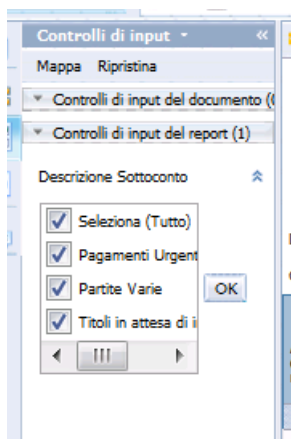 Controlli di input
Mappa Ripristina
Controlli di input del documento (
Controlli di input del report (1)
Descrizione Sottoconto
Seleziona (Tutto)
Pagamenti Urgent
Partite Varie
OK
Titoli in attesa di i